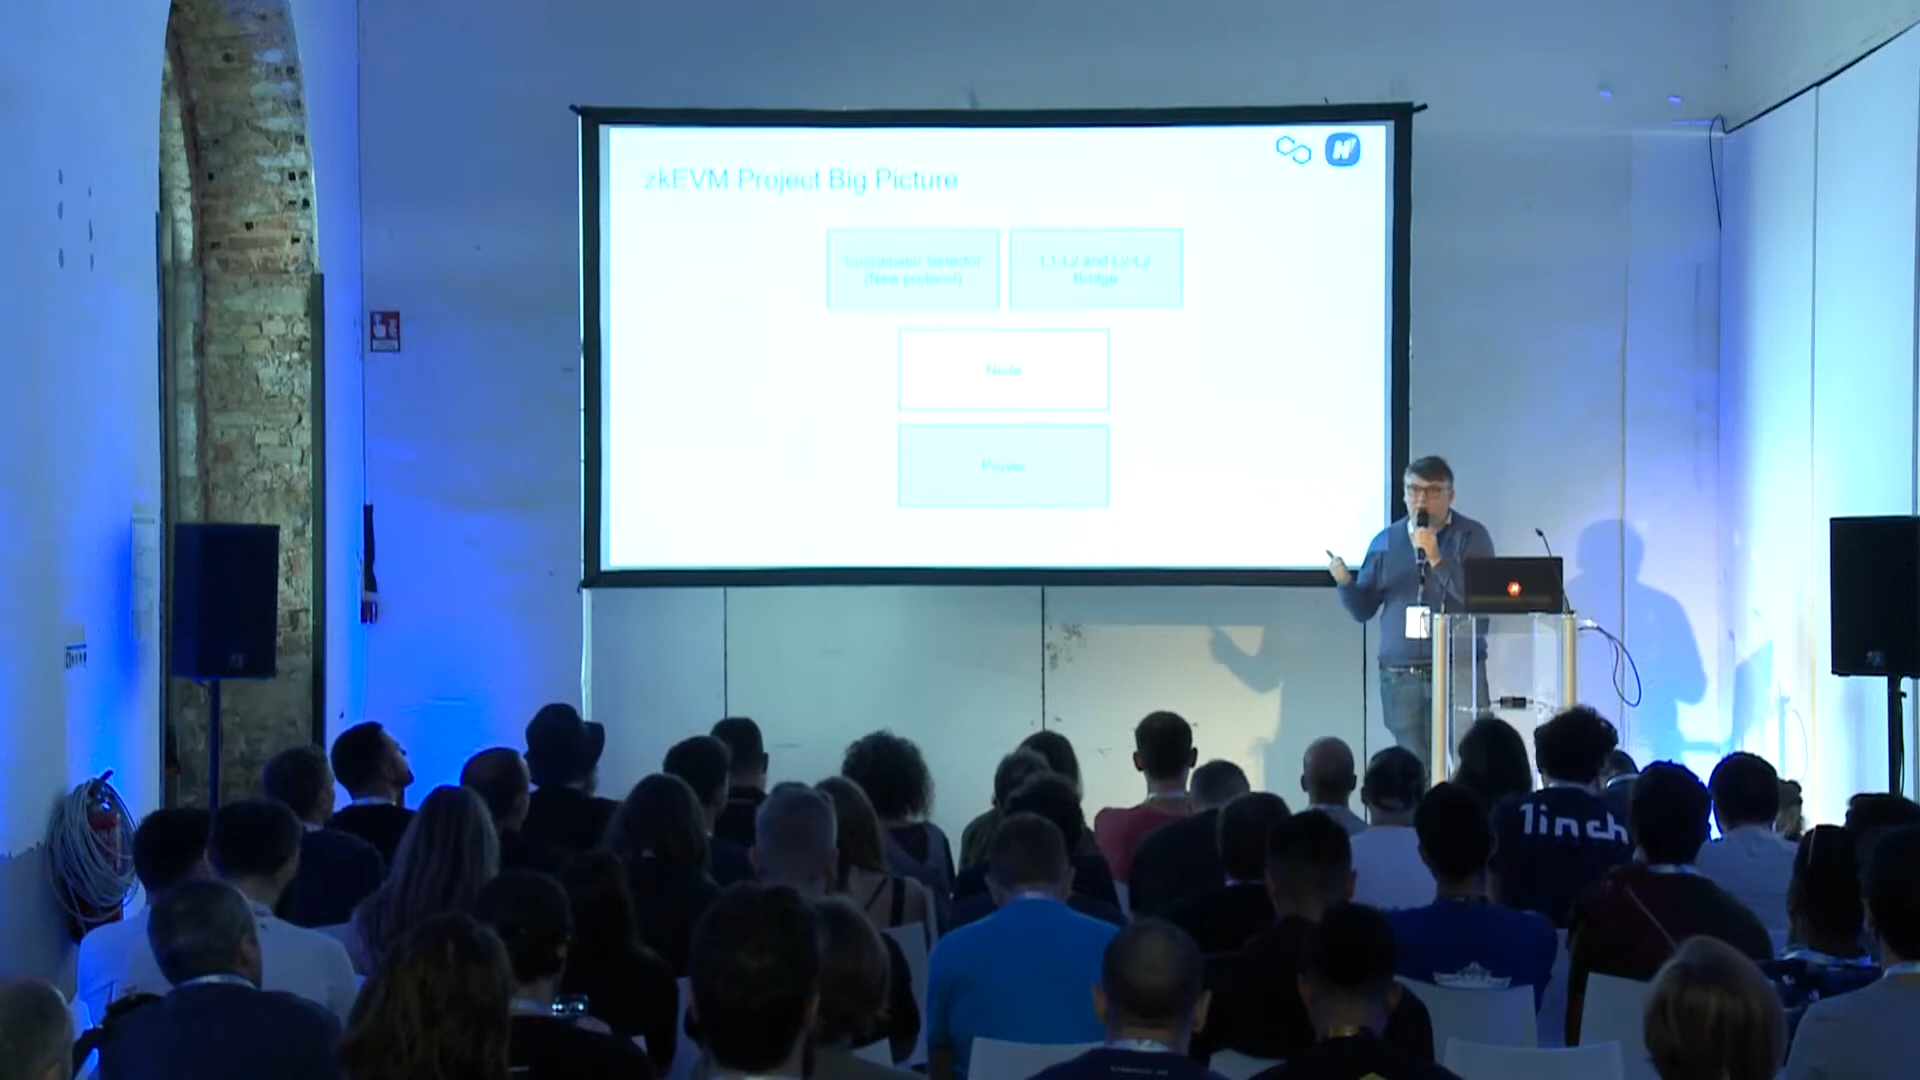 zkEVM Project Big Picture
Coordinator Selector
(New protocol)
L1-L2 and L2-L2
Bridge
Node
Prover
1inch